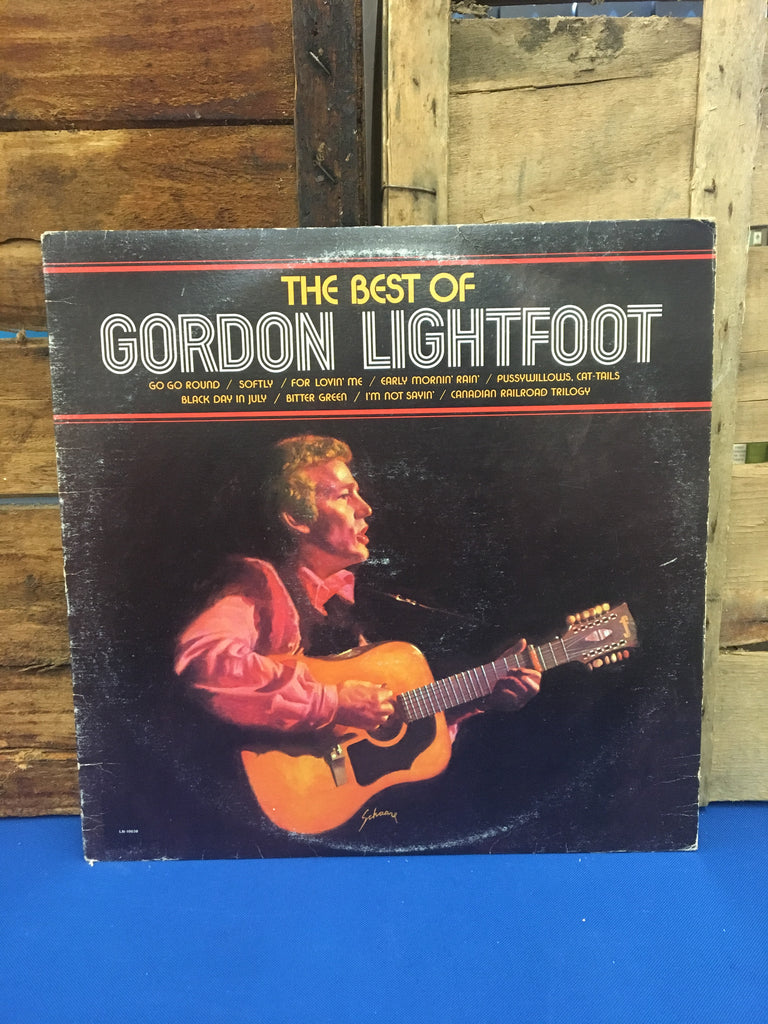 THE BEST OF
GORDON LIGHTFOOT
GO GO ROUND / SOFTLY / FOR LOVIN' ME / EARLY MORNIN' RAIN' / PUSSYWILLOWS, CAT-TAILS
BLACK DAY IN JULY / BITTER GREEN / I'M NOT SAYIN' / CANADIAN RAILROAD TRILOGY
Schaare